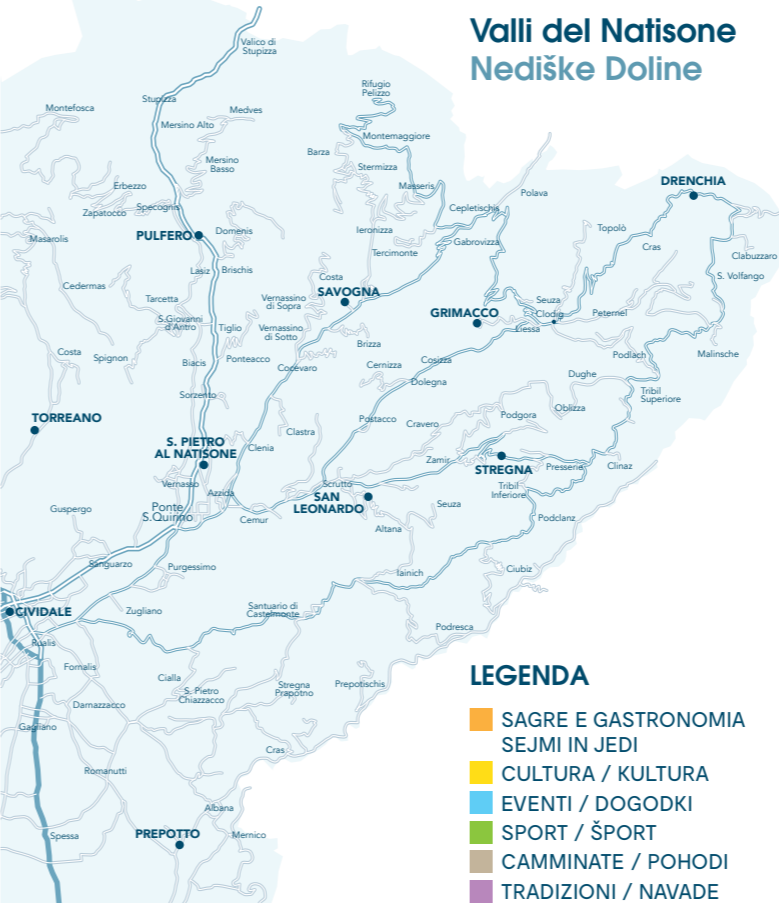 Valli del Natisone
Nediške Doline
Valico di
Stupizza
Rifugio
Pelizzo
Stupizza
Montefosca
Medves
Mersino Alto
Montemaggiore
Barza
Mersino
Basso
Stermizza
DRENCHIA
Erbezzo
Masseris
Polava
Zapatocco
Specognis
Cepletischis
PULFERO
Domenis
Ieronizza
Topolò
Masarolis
Gabrovizza
Cras
Tercimonte
Clabuzzaro
Lasiz
Brischis
S. Volfango
Costa
Cedermas
SAVOGNA
Tarcetta
Vernassino
di Sopra
Seuza
GRIMACCO
Clodig
Peternel
S.Giovanni
d'Antro
Tiglio
Vernassino
di Sotto
Liessa
Brizza
Costa
Spignon
Biacis
Ponteacco
Cocevaro
Cernizza
Cosizza
Podlach
Malinsche
Dolegna
Dughe
Sorzento
Tribil
Superiore
TORREANO
Postacco
Cravero
Podgora
Oblizza
S. PIETRO
AL NATISONE
Clastra
Clenia
Zamir
STREGNA
Presserie
Clinaz
Vernasso
Azzida
Scrutto
SAN
LEONARDO
Tribil
Inferiore
Guspergo
Ponte
S.Quirino
Cemur
Seuza
Podclanz
Altana
Sanguarzo
Purgessimo
Iainich
Ciubiz
CIVIDALE
Zugliano
Santuario di
Castelmonte
Podresca
Rualis
Fornalis
Cialla
S. Pietro
Chiazzacco
Stregna
Prapotno
Prepotischis
Darnazzacco
Gagliano
Cras
Romanutti
Albana
Spessa
PREPOTTO
Mernico
LEGENDA
SAGRE E GASTRONOMIA
SEJMI IN JEDI
CULTURA / KULTURA
EVENTI / DOGODKI
SPORT / ŠPORT
CAMMINATE / POHODI
TRADIZIONI / NAVADE